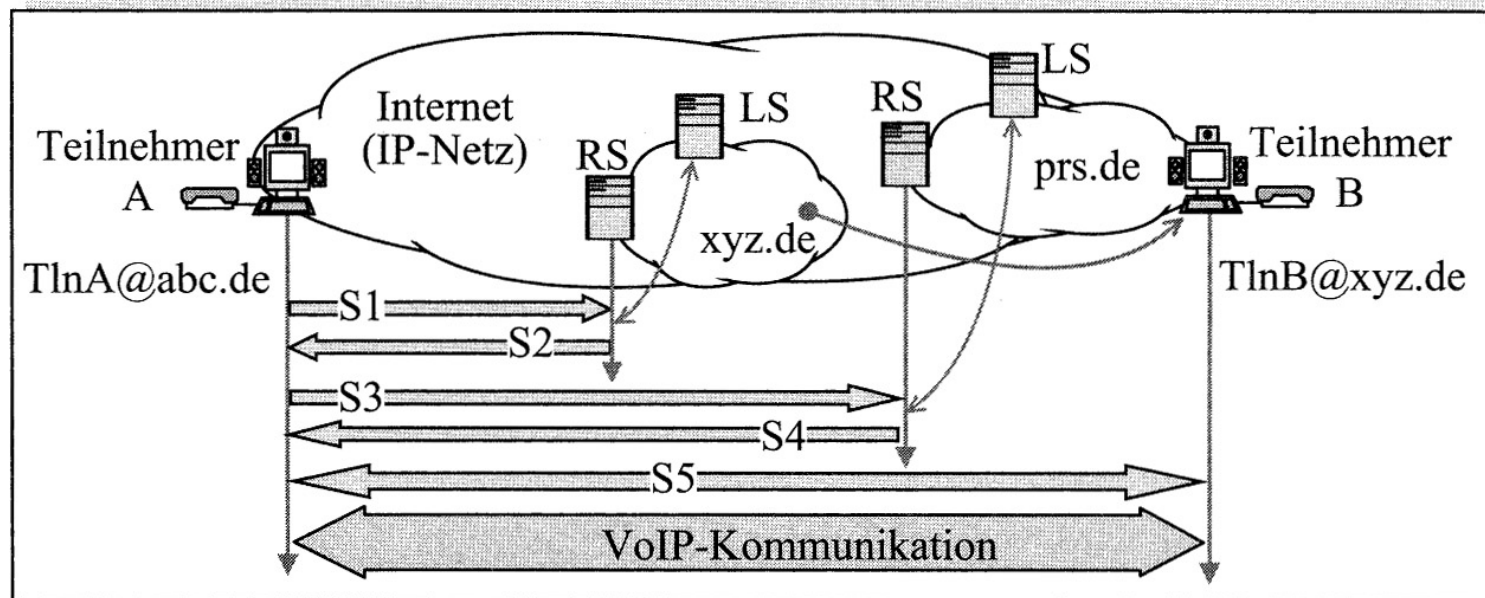 LS
Internet
(IP-Netz)
LS
RS
Teilnehmer
A
RS
prs.de
Teilnehmer
B
xyz.de
TlnA@abc.de
TlnB@xyz.de
S1
S2
S3
S4
S5
VoIP-Kommunikation